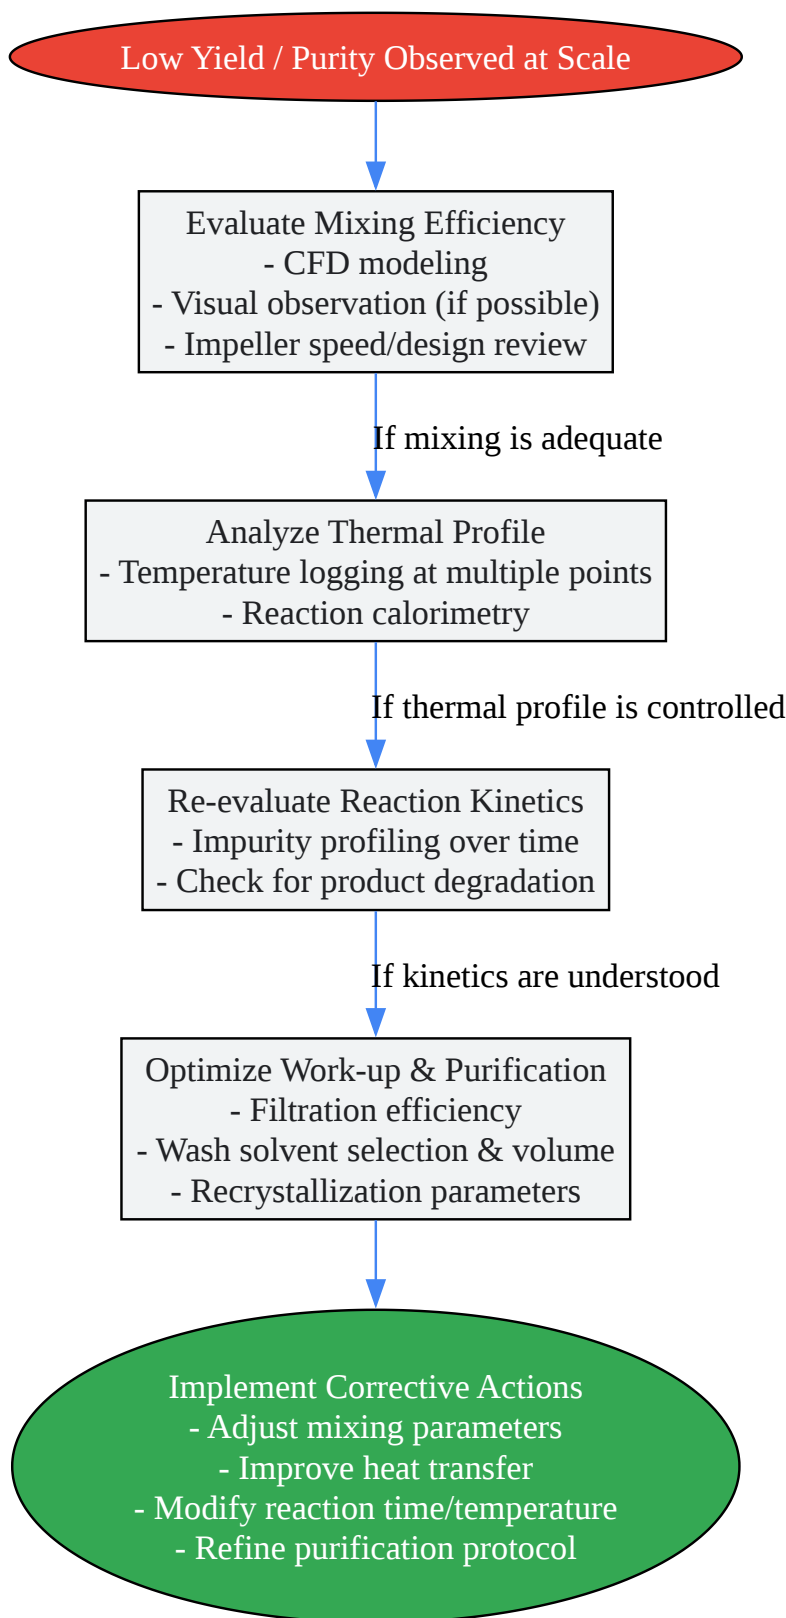 Low Yield / Purity Observed at Scale
Evaluate Mixing Efficiency
- CFD modeling
- Visual observation (if possible)
- Impeller speed/design review
If mixing is adequate
Analyze Thermal Profile
- Temperature logging at multiple points
- Reaction calorimetry
If thermal profile is controlled
Re-evaluate Reaction Kinetics
- Impurity profiling over time
- Check for product degradation
If kinetics are understood
Optimize Work-up & Purification
- Filtration efficiency
- Wash solvent selection & volume
- Recrystallization parameters
Implement Corrective Actions
- Adjust mixing parameters
- Improve heat transfer
- Modify reaction time/temperature
- Refine purification protocol